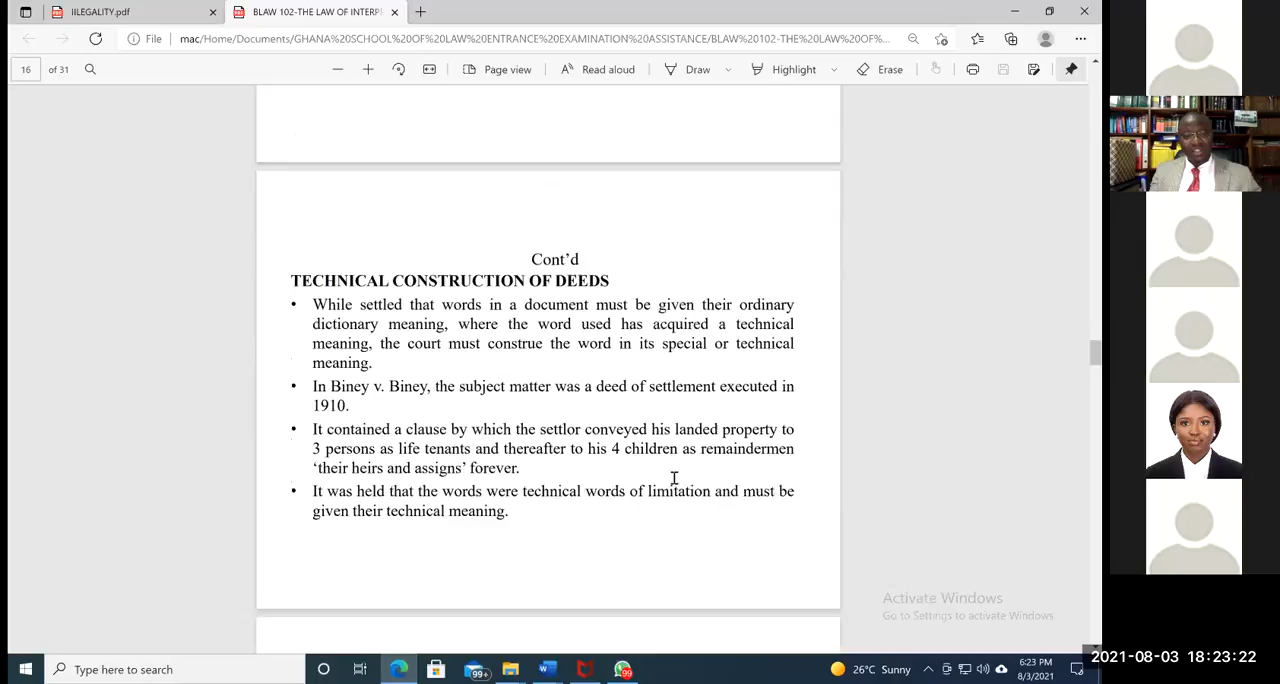 IILEGALITY.pdf
BLAW 102-THE LAW OF INTERP
File
mac/Home/Documents/GHANA%20SCHOOL%20OF%20LAW%20ENTRANCE%20EXAMINATION%20ASSISTANCE/BLAW%20102-THE%20LAW%20OF%...
16 of 31
Page view
Read aloud
Draw
Highlight
Erase
Cont'd
TECHNICAL CONSTRUCTION OF DEEDS
• While settled that words in a document must be given their ordinary
dictionary meaning, where the word used has acquired a technical
meaning, the court must construe the word in its special or technical
meaning.
• In Biney v. Biney, the subject matter was a deed of settlement executed in
1910.
• It contained a clause by which the settlor conveyed his landed property to
3 persons as life tenants and thereafter to his 4 children as remaindermen
'their heirs and assigns' forever.
• It was held that the words were technical words of limitation and must be
given their technical meaning.
Activate Windows
Go to Settings to activate Windows.
Type here to search
99+
99
26°C Sunny
6:23 PM
8/3/2021
2021-08-03 18:23:22